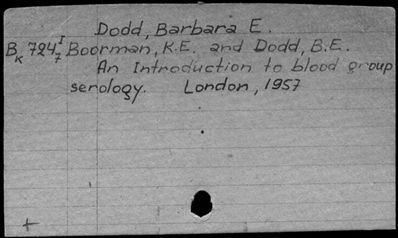 Dodd, Barbara E.
BK 724 I 7 Boorman, K.E. and Dodd, B.E.
An Introduction to blood group
serology. London, 1957
+